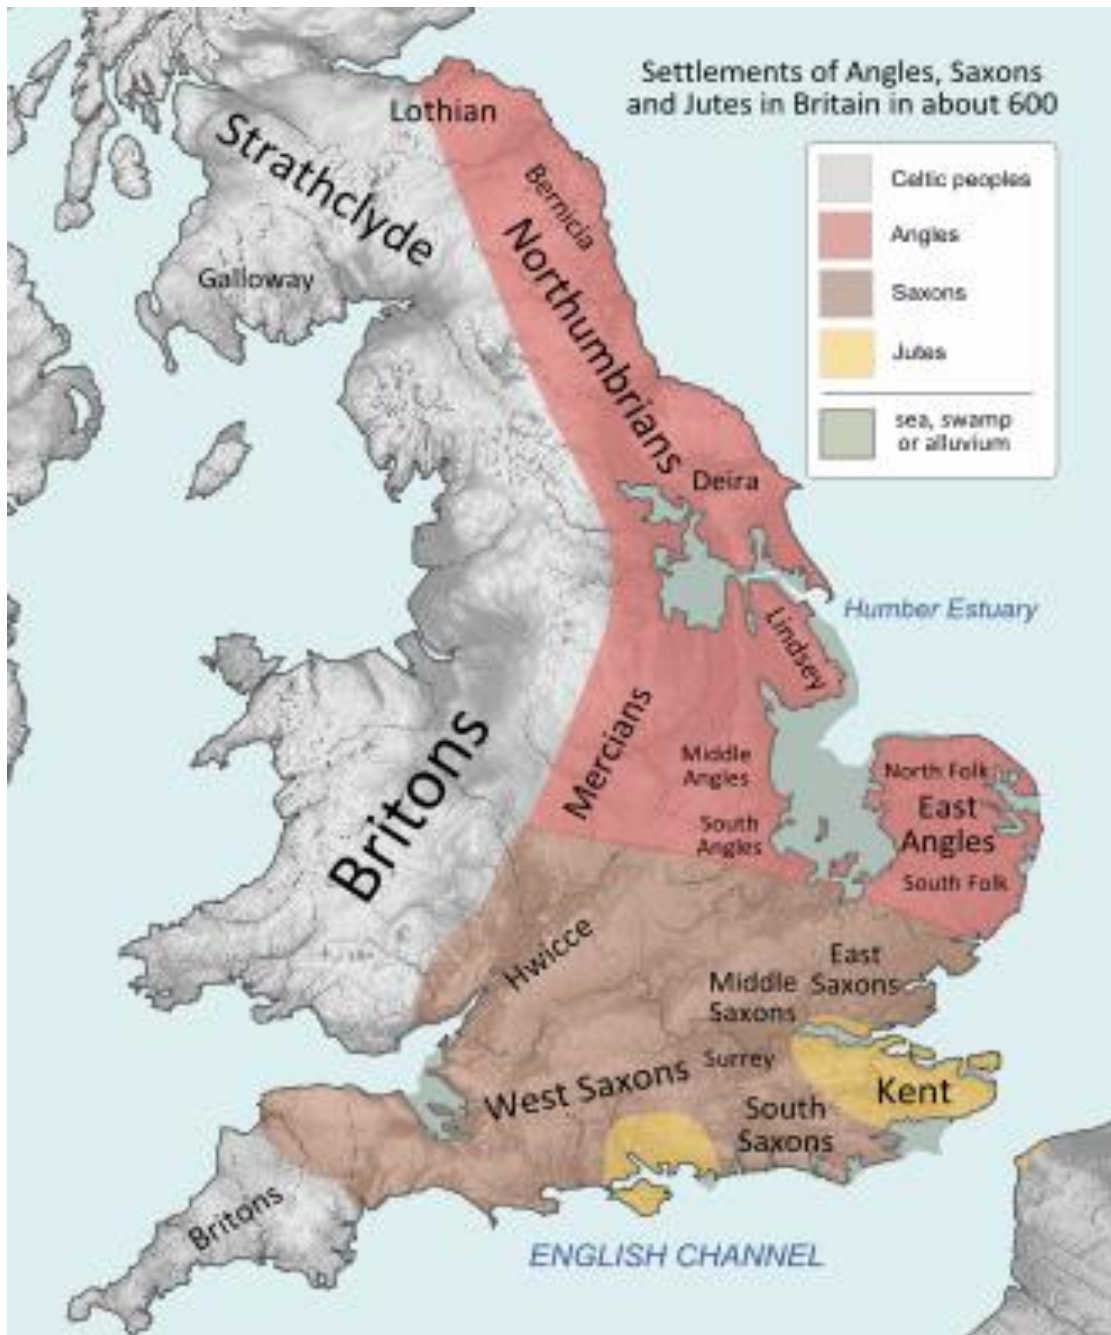 Settlements of Angles, Saxons
and Jutes in Britain in about 600
Celtic peoples
Angles
Saxons
Jutes
sea, swamp
or alluvium
Lothian
Strathclyde
Bernicia
Galloway
Northumbrians
Deira
Humber Estuary
Lindsey
Mercians
Middle
Angles
North Folk
East
Angles
South
Angles
South Folk
Britons
Hwicce
East
Saxons
Middle
Saxons
Surrey
West Saxons
Kent
South
Saxons
Britons
ENGLISH CHANNEL